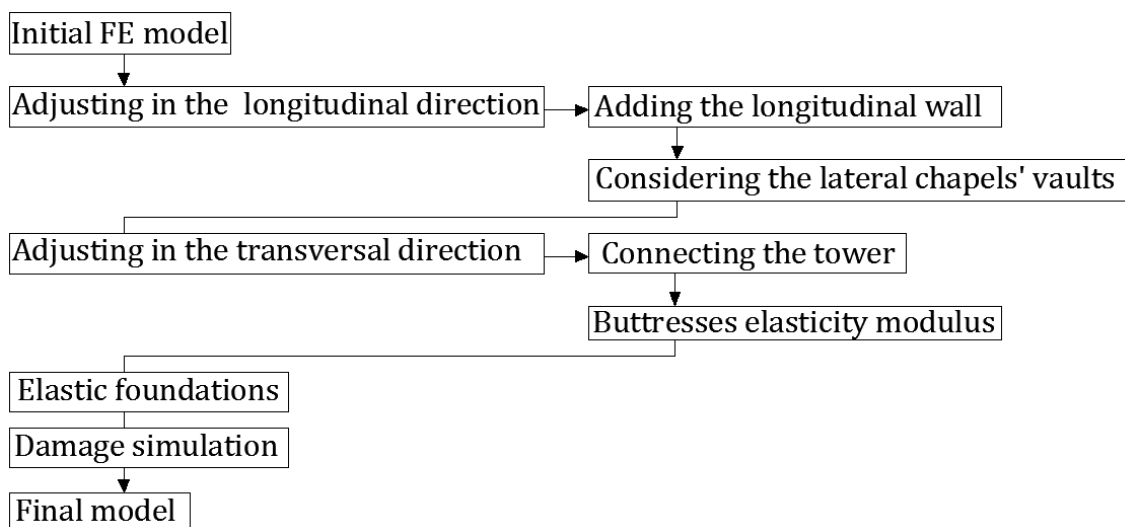 Initial FE model
Adjusting in the longitudinal direction
Adding the longitudinal wall
Considering the lateral chapels' vaults
Adjusting in the transversal direction
Connecting the tower
Buttresses elasticity modulus
Elastic foundations
Damage simulation
Final model